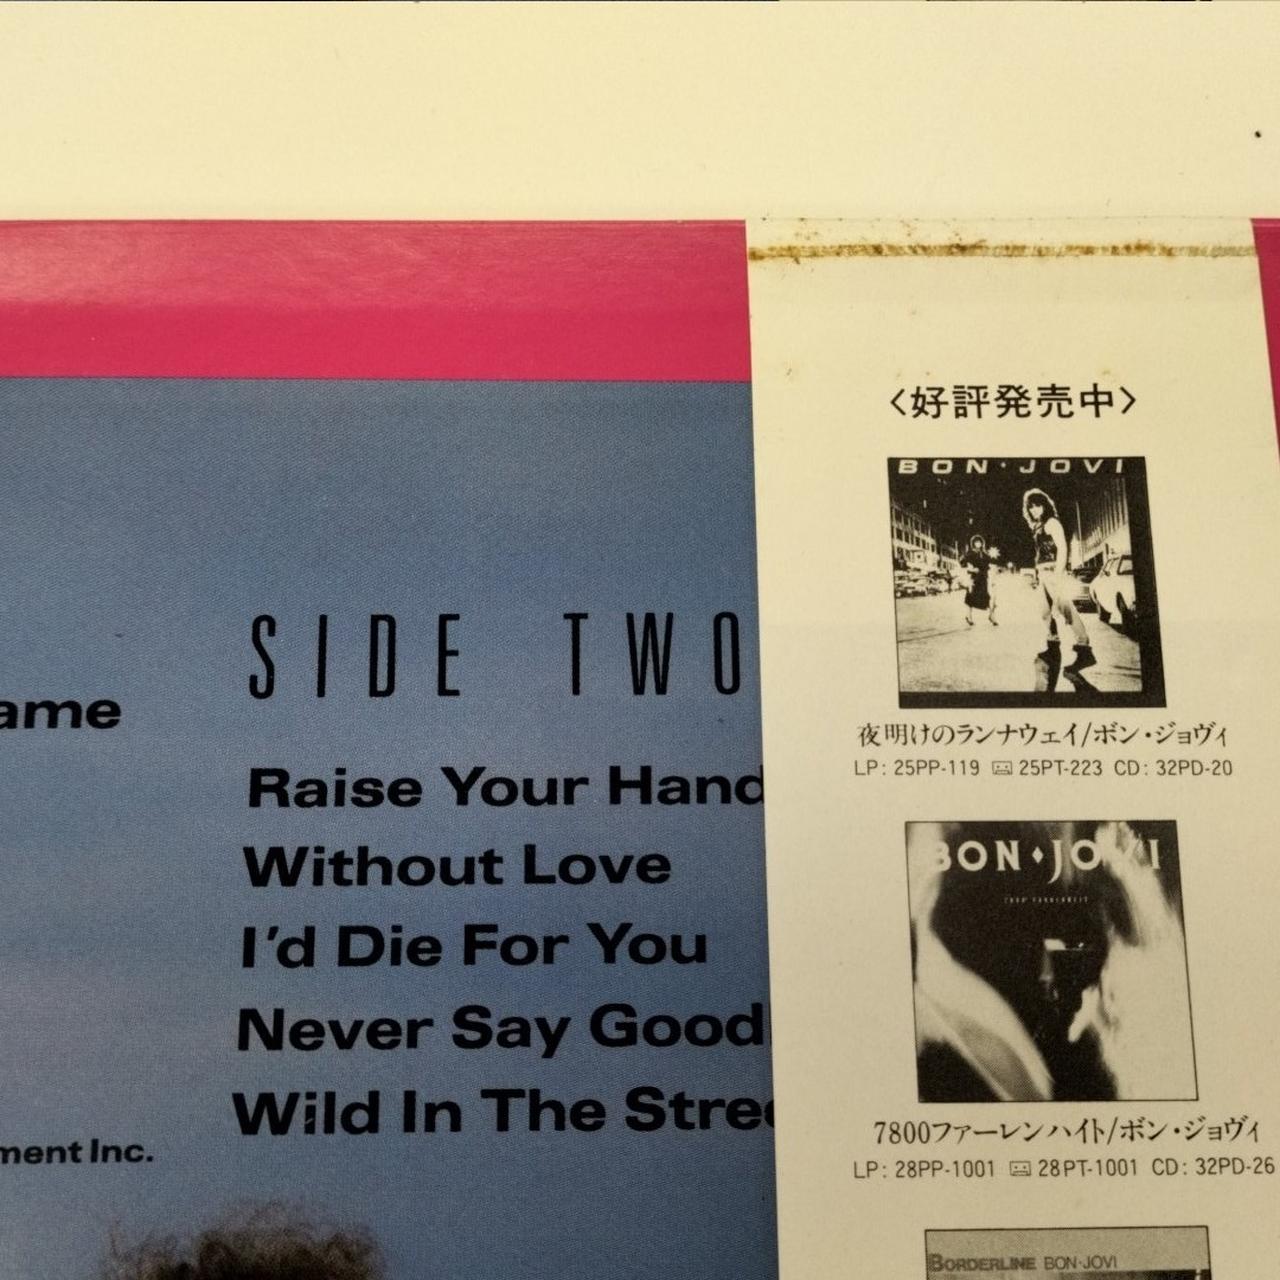 ame
SIDE TWO
Raise Your Hand
Without Love
I'd Die For You
Never Say Good
Wild In The Stree
ment Inc.
〈好評発売中〉
BON・JOVI
夜明けのランナウェイ/ボン・ジョヴィ
LP: 25PP-119 📼 25PT-223 CD: 32PD-20
BON♦JOVI
7800 FAHRENHEIT
7800ファーレンハイト/ボン・ジョヴィ
LP: 28PP-1001 📼 28PT-1001 CD: 32PD-26
BORDERLINE BON・JOVI